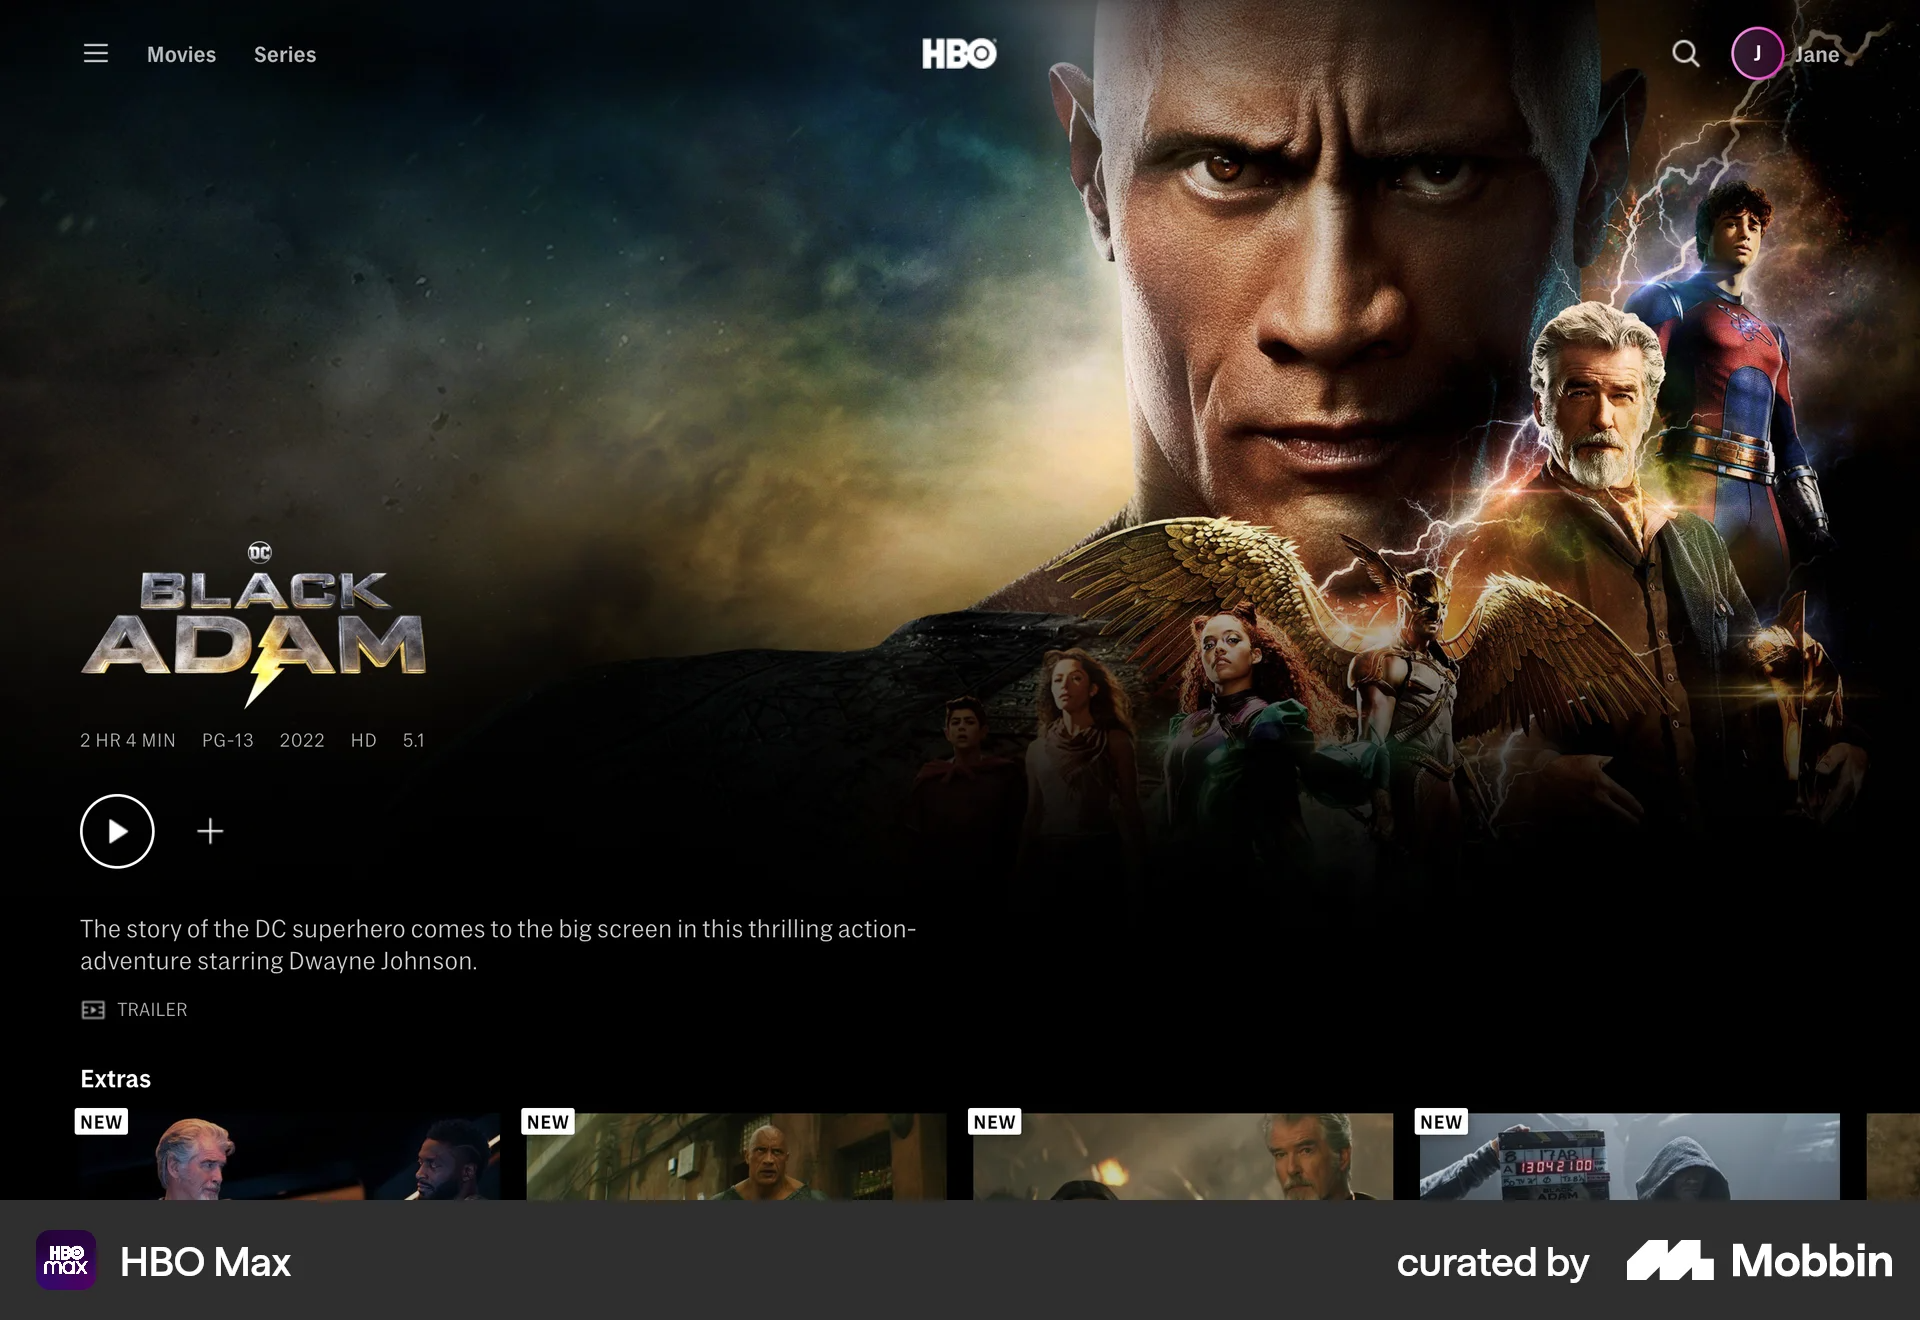 Movies Series HBO J Jane
DC
BLACK
ADAM
2 HR 4 MIN PG-13 2022 HD 5.1
The story of the DC superhero comes to the big screen in this thrilling action-
adventure starring Dwayne Johnson.
TRAILER
Extras
NEW NEW NEW NEW
13042100
HBO max HBO Max curated by Mobbin